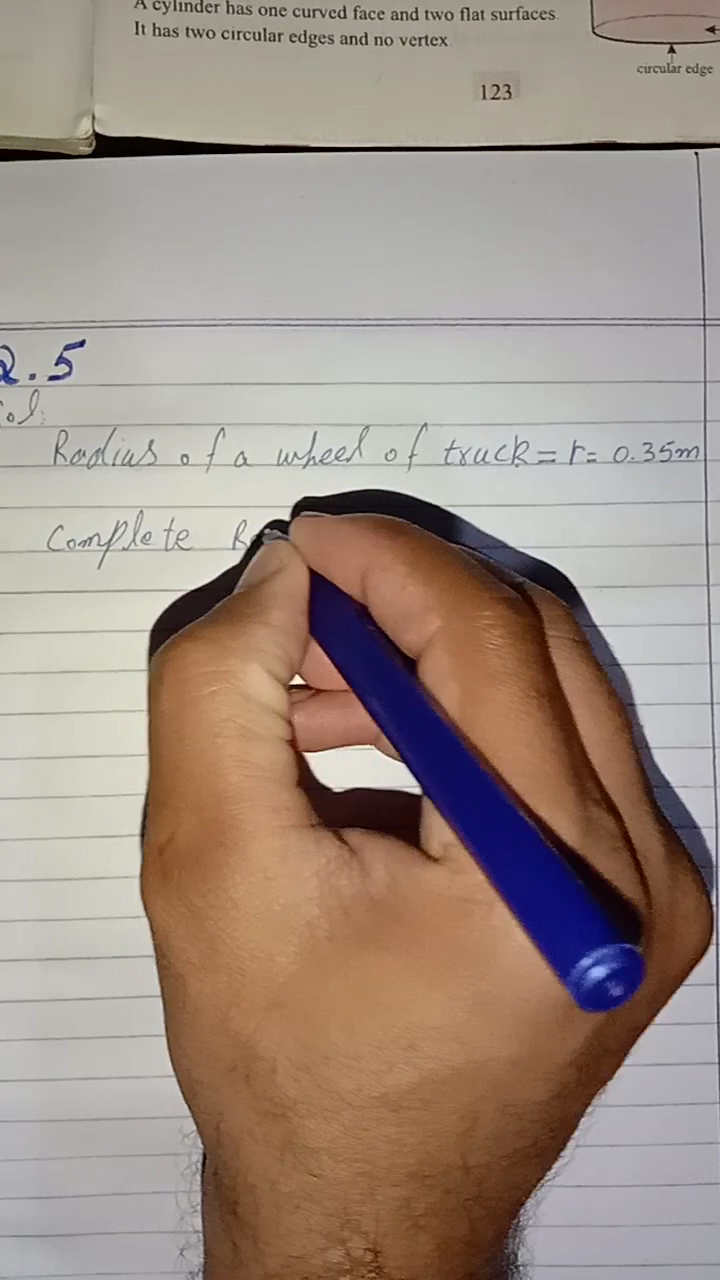 A cylinder has one curved face and two flat surfaces.
It has two circular edges and no vertex.
circular edge
123
Q.5
Sol:
Radius of a wheel of truck = r = 0.35m
Complete